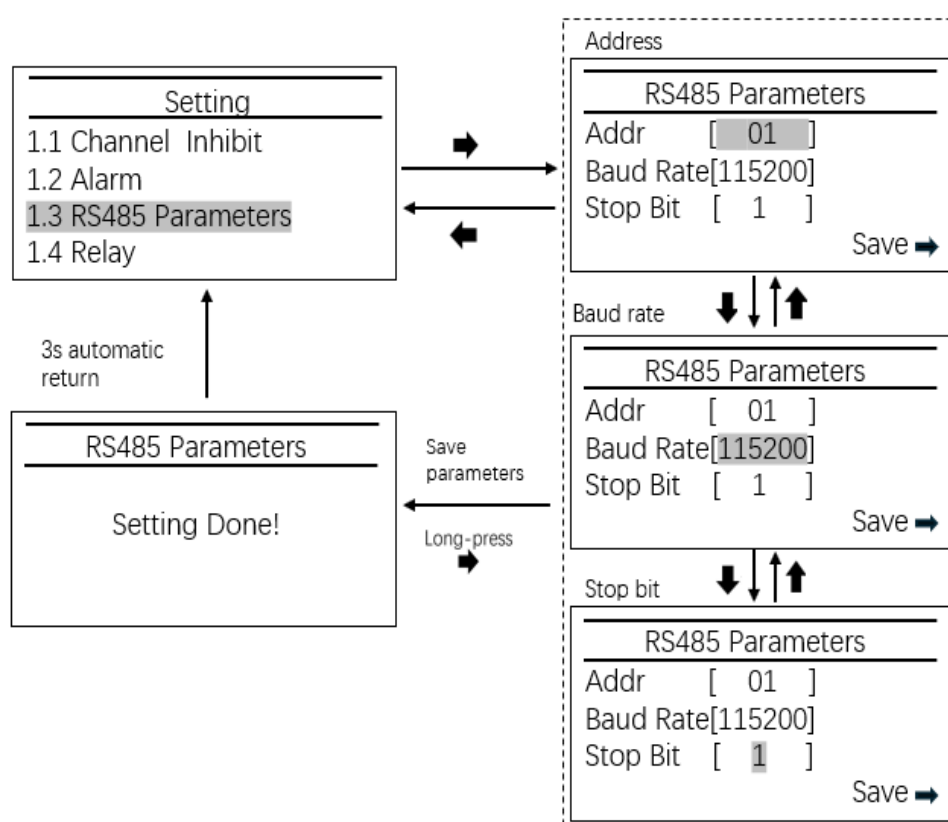 Setting
1.1 Channel Inhibit
1.2 Alarm
1.3 RS485 Parameters
1.4 Relay
3s automatic
return
RS485 Parameters
Setting Done!
Save
parameters
Long-press
Address
RS485 Parameters
Addr [ 01 ]
Baud Rate[115200]
Stop Bit [ 1 ]
Save
Baud rate
RS485 Parameters
Addr [ 01 ]
Baud Rate[115200]
Stop Bit [ 1 ]
Save
Stop bit
RS485 Parameters
Addr [ 01 ]
Baud Rate[115200]
Stop Bit [ 1 ]
Save